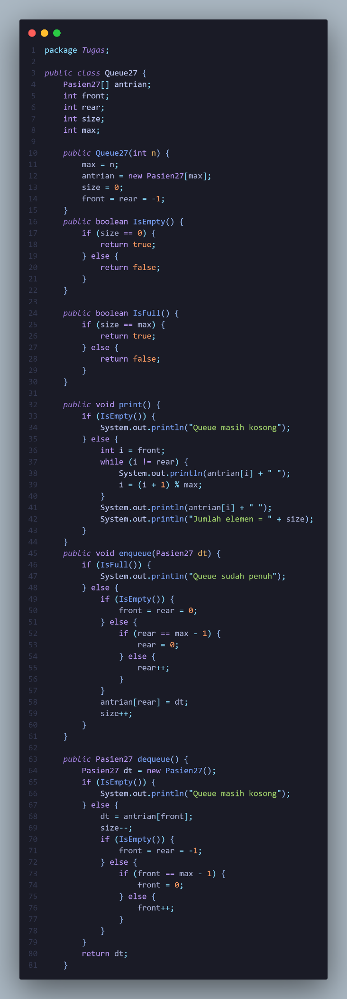 1 package Tugas;
2
3 public class Queue27 {
4     Pasien27[] antrian;
5     int front;
6     int rear;
7     int size;
8     int max;
9
10     public Queue27(int n) {
11         max = n;
12         antrian = new Pasien27[max];
13         size = 0;
14         front = rear = -1;
15     }
16     public boolean IsEmpty() {
17         if (size == 0) {
18             return true;
19         } else {
20             return false;
21         }
22     }
23
24     public boolean IsFull() {
25         if (size == max) {
26             return true;
27         } else {
28             return false;
29         }
30     }
31
32     public void print() {
33         if (IsEmpty()) {
34             System.out.println("Queue masih kosong");
35         } else {
36             int i = front;
37             while (i != rear) {
38                 System.out.println(antrian[i] + " ");
39                 i = (i + 1) % max;
40             }
41             System.out.println(antrian[i] + " ");
42             System.out.println("Jumlah elemen = " + size);
43         }
44     }
45     public void enqueue(Pasien27 dt) {
46         if (IsFull()) {
47             System.out.println("Queue sudah penuh");
48         } else {
49             if (IsEmpty()) {
50                 front = rear = 0;
51             } else {
52                 if (rear == max - 1) {
53                     rear = 0;
54                 } else {
55                     rear++;
56                 }
57             }
58             antrian[rear] = dt;
59             size++;
60         }
61     }
62
63     public Pasien27 dequeue() {
64         Pasien27 dt = new Pasien27();
65         if (IsEmpty()) {
66             System.out.println("Queue masih kosong");
67         } else {
68             dt = antrian[front];
69             size--;
70             if (IsEmpty()) {
71                 front = rear = -1;
72             } else {
73                 if (front == max - 1) {
74                     front = 0;
75                 } else {
76                     front++;
77                 }
78             }
79         }
80         return dt;
81     }